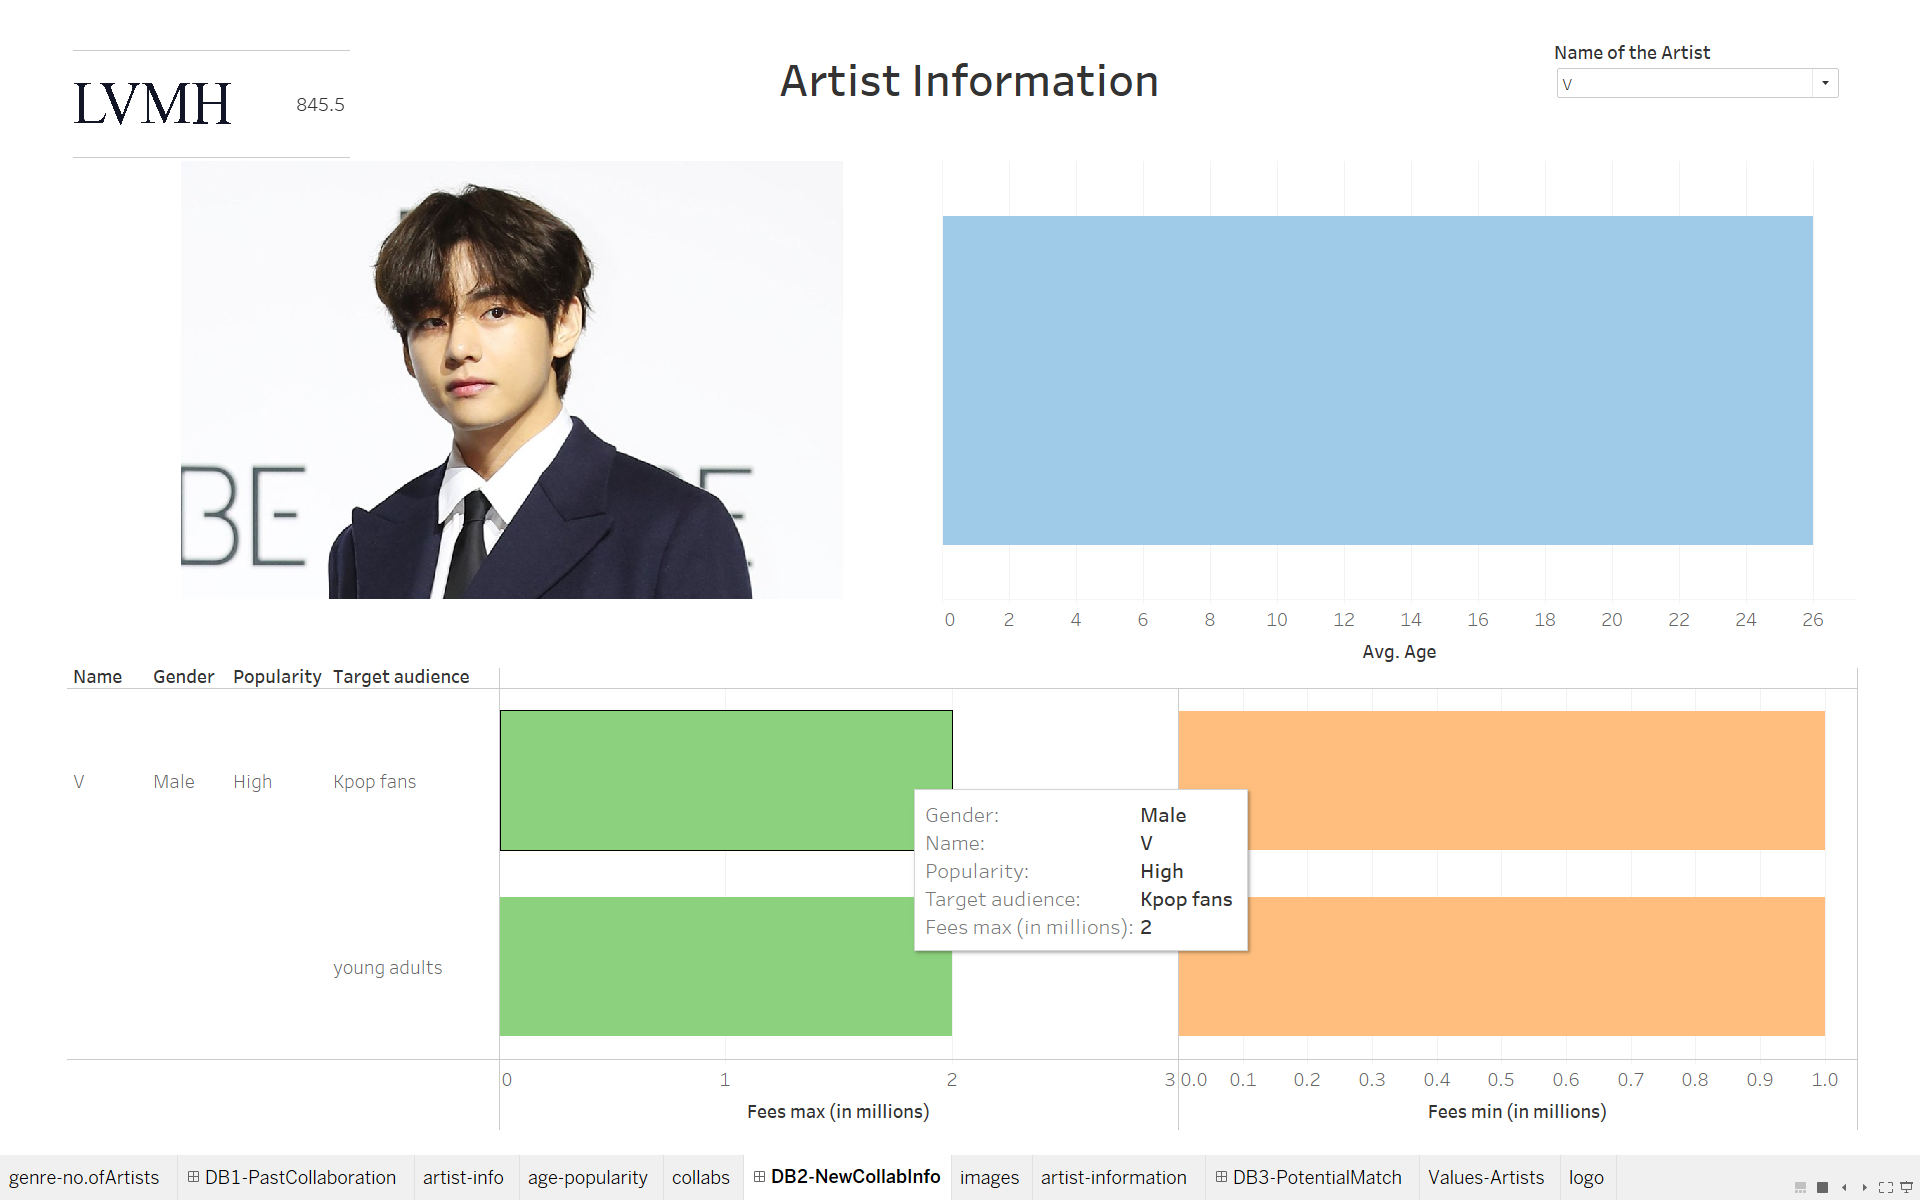 LVMH 845.5
Artist Information
Name of the Artist
V
BE
BE
0 2 4 6 8 10 12 14 16 18 20 22 24 26
Avg. Age
Name Gender Popularity Target audience
V Male High Kpop fans
Gender: Male
Name: V
Popularity: High
Target audience: Kpop fans
Fees max (in millions): 2
young adults
0 1 2 3 0.0 0.1 0.2 0.3 0.4 0.5 0.6 0.7 0.8 0.9 1.0
Fees max (in millions) Fees min (in millions)
genre-no.ofArtists DB1-PastCollaboration artist-info age-popularity collabs DB2-NewCollabInfo images artist-information DB3-PotentialMatch Values-Artists logo